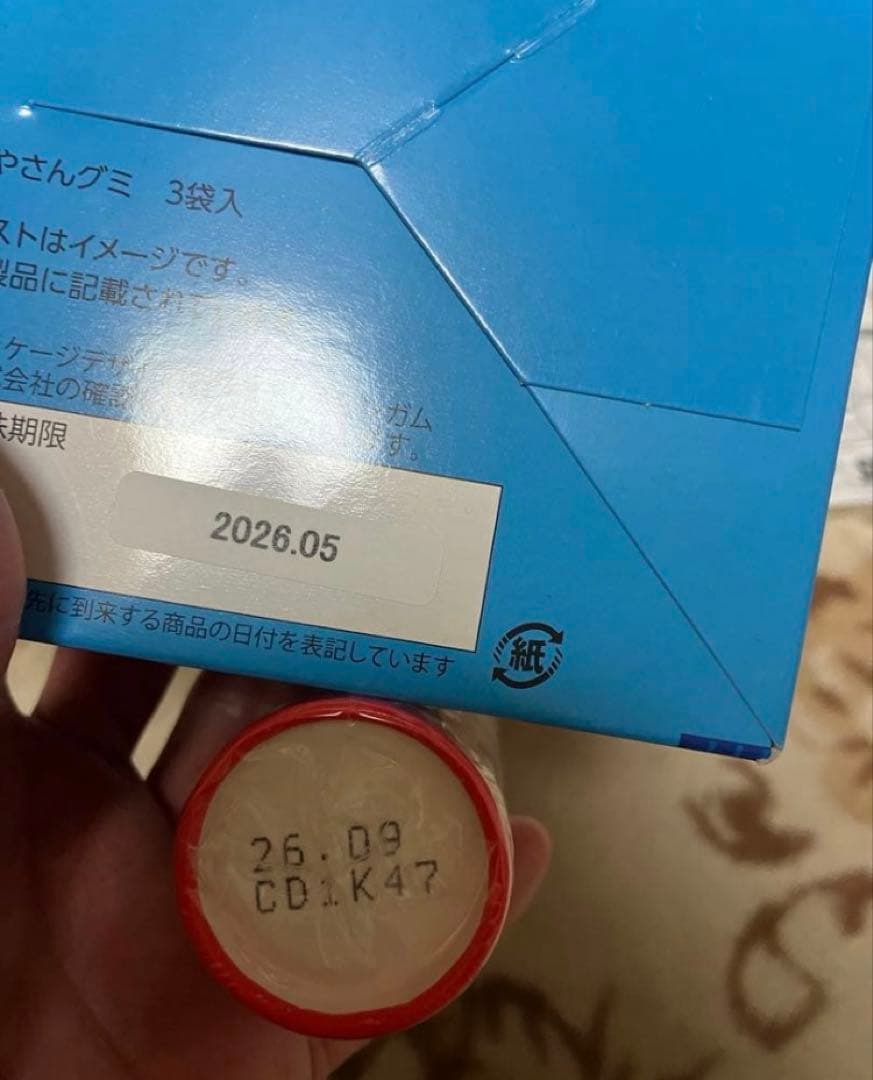 やさんグミ　3袋入
ストはイメージです。
製品に記載され
ケージデザイ
会社の確認
ガム
す。
味期限
2026.05
先に到来する商品の日付を表記しています
紙
26.09
CD1K47